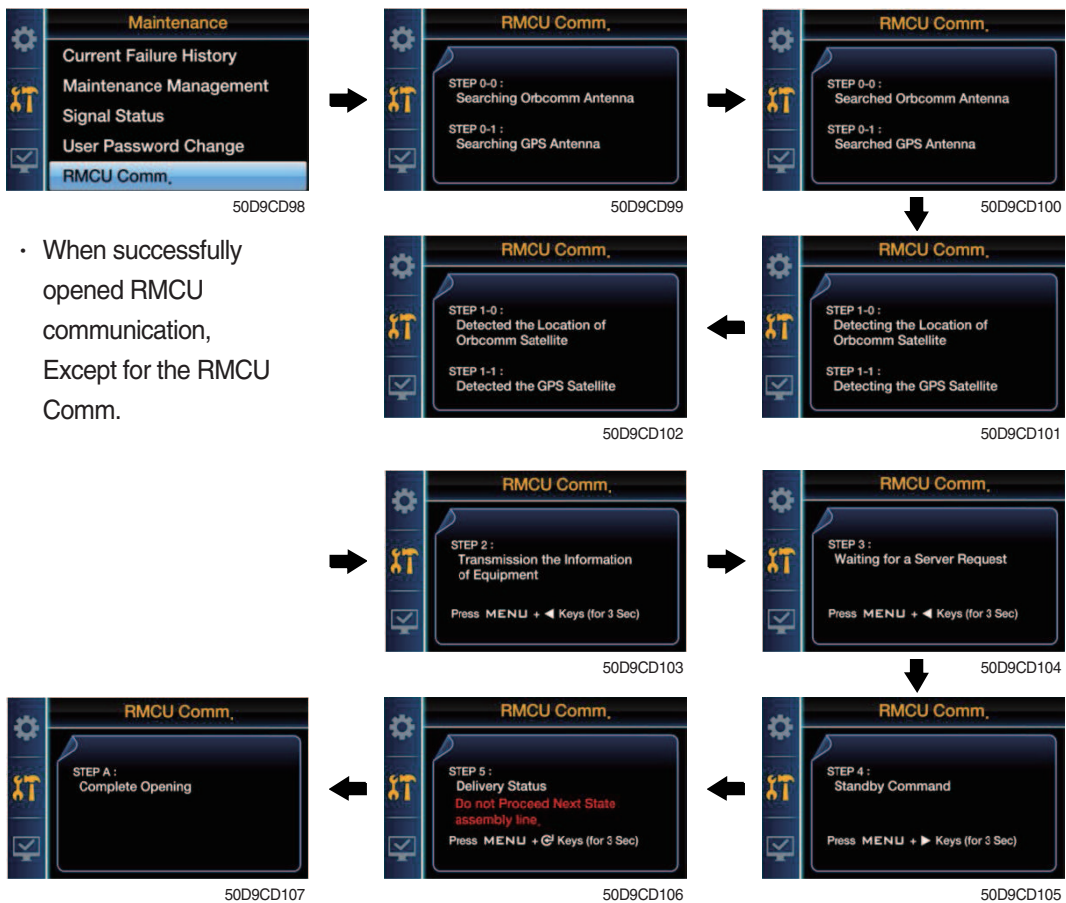 Maintenance
Current Failure History
Maintenance Management
Signal Status
User Password Change
RMCU Comm.
50D9CD98
RMCU Comm.
STEP 0-0 :
Searching Orbcomm Antenna
STEP 0-1 :
Searching GPS Antenna
50D9CD99
RMCU Comm.
STEP 0-0 :
Searched Orbcomm Antenna
STEP 0-1 :
Searched GPS Antenna
50D9CD100
· When successfully
opened RMCU
communication,
Except for the RMCU
Comm.
RMCU Comm.
STEP 1-0 :
Detected the Location of
Orbcomm Satellite
STEP 1-1 :
Detected the GPS Satellite
50D9CD102
RMCU Comm.
STEP 1-0 :
Detecting the Location of
Orbcomm Satellite
STEP 1-1 :
Detecting the GPS Satellite
50D9CD101
RMCU Comm.
STEP 2 :
Transmission the Information
of Equipment
Press MENU + ◀ Keys (for 3 Sec)
50D9CD103
RMCU Comm.
STEP 3 :
Waiting for a Server Request
Press MENU + ◀ Keys (for 3 Sec)
50D9CD104
RMCU Comm.
STEP A :
Complete Opening
50D9CD107
RMCU Comm.
STEP 5 :
Delivery Status
Do not Proceed Next State
assembly line.
Press MENU + Keys (for 3 Sec)
50D9CD106
RMCU Comm.
STEP 4 :
Standby Command
Press MENU + ▶ Keys (for 3 Sec)
50D9CD105